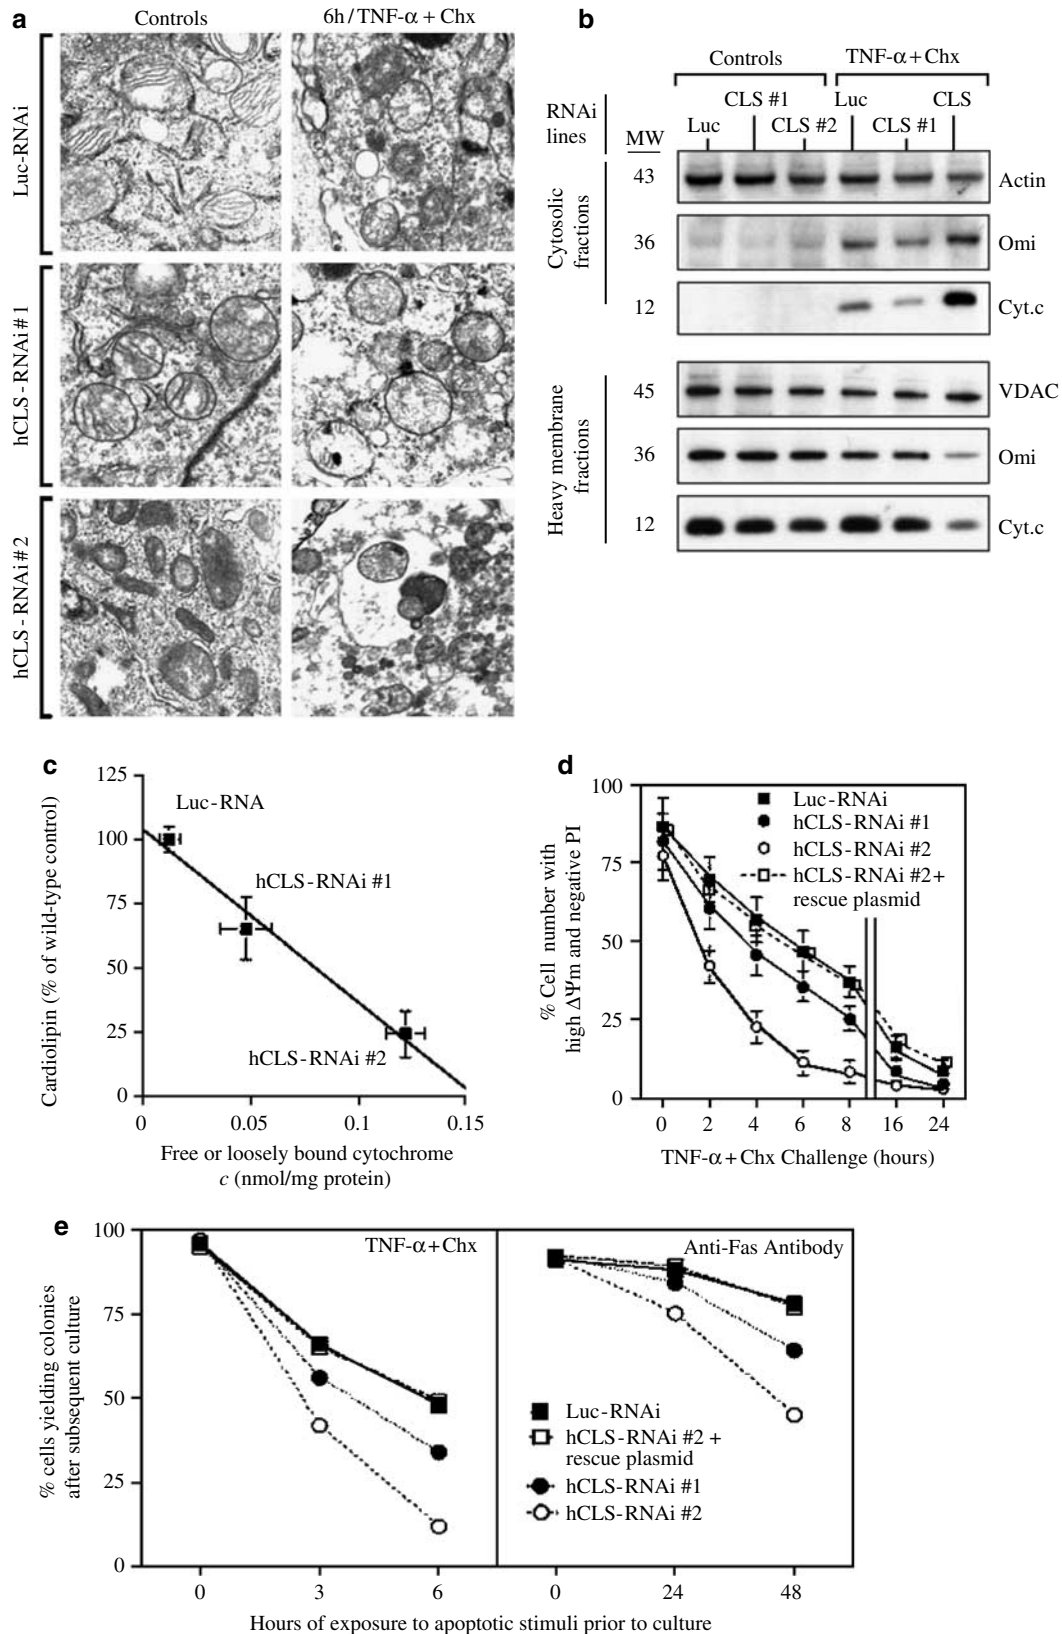 a
Controls
6h/TNF-α+Chx
Luc-RNAi
hCLS-RNAi#1
hCLS-RNAi#2
b
Controls
TNF-α+Chx
RNAi lines
MW
Luc
CLS #1
CLS #2
Luc
CLS #1
CLS
Cytosolic fractions
43
Actin
36
Omi
12
Cyt.c
Heavy membrane fractions
45
VDAC
36
Omi
12
Cyt.c
c
Cardiolipin (% of wild-type control)
125
100
75
50
25
0
Luc-RNA
hCLS-RNAi #1
hCLS-RNAi #2
0 0.05 0.1 0.15
Free or loosely bound cytochrome
c (nmol/mg protein)
d
% Cell number with
high ΔΨm and negative PI
100
75
50
25
0
Luc-RNAi
hCLS-RNAi #1
hCLS-RNAi #2
hCLS-RNAi #2+
rescue plasmid
0 2 4 6 8 16 24
TNF-α+Chx Challenge (hours)
e
% cells yielding colonies
after subsequent culture
100
75
50
25
0
TNF-α+Chx
Anti-Fas Antibody
Luc-RNAi
hCLS-RNAi #2 +
rescue plasmid
hCLS-RNAi #1
hCLS-RNAi #2
0 3 6 0 24 48
Hours of exposure to apoptotic stimuli prior to culture